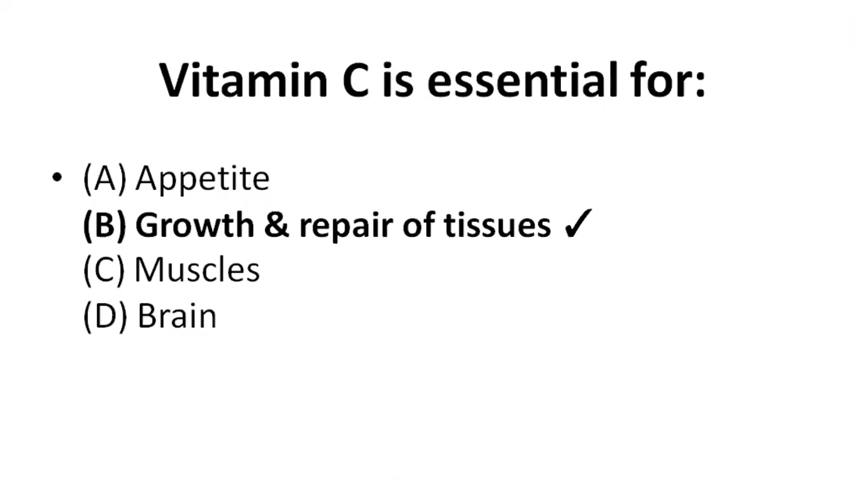 Vitamin C is essential for:
• (A) Appetite
(B) Growth & repair of tissues ✓
(C) Muscles
(D) Brain